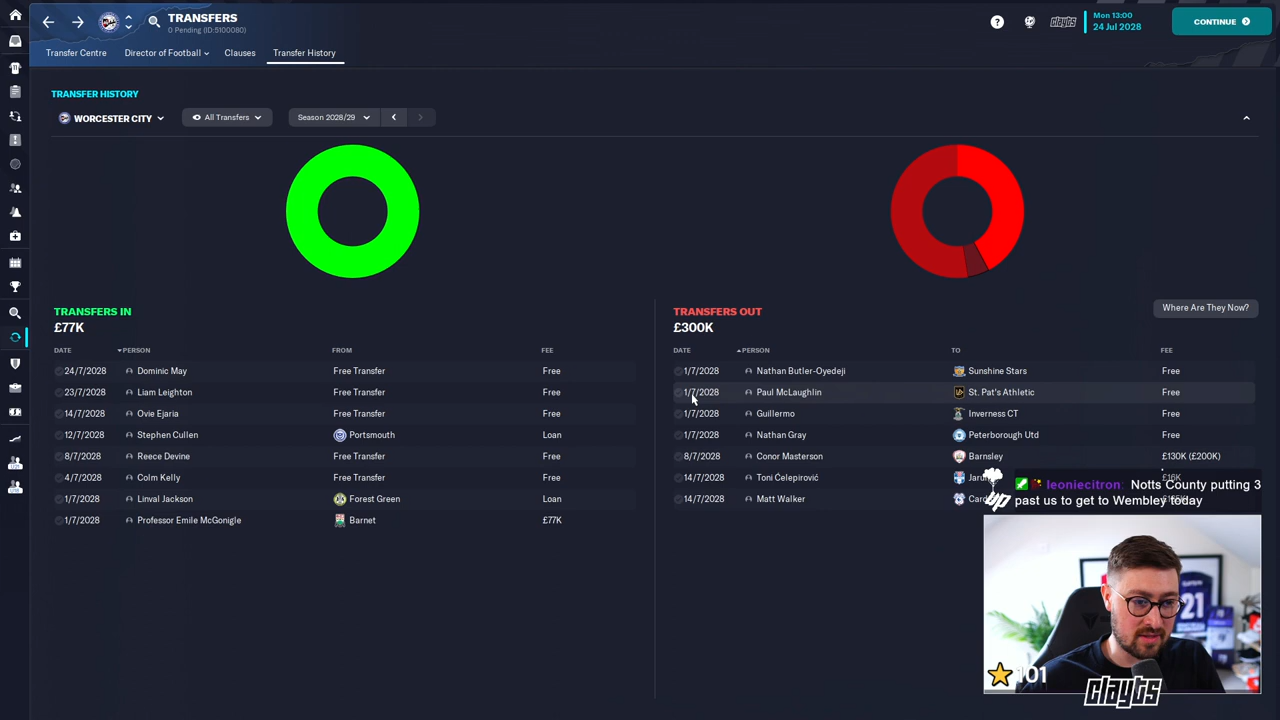 TRANSFERS
0 Pending (ID:5100080)
clayts
Mon 13:00
24 Jul 2028
CONTINUE
Transfer Centre
Director of Football
Clauses
Transfer History
TRANSFER HISTORY
WORCESTER CITY
All Transfers
Season 2028/29
TRANSFERS IN
£77K
DATE PERSON FROM FEE
24/7/2028 Dominic May Free Transfer Free
23/7/2028 Liam Leighton Free Transfer Free
14/7/2028 Ovie Ejaria Free Transfer Free
12/7/2028 Stephen Cullen Portsmouth Loan
8/7/2028 Reece Devine Free Transfer Free
4/7/2028 Colm Kelly Free Transfer Free
1/7/2028 Linval Jackson Forest Green Loan
1/7/2028 Professor Emile McGonigle Barnet £77K
TRANSFERS OUT
£300K
Where Are They Now?
DATE PERSON TO FEE
1/7/2028 Nathan Butler-Oyedeji Sunshine Stars Free
1/7/2028 Paul McLaughlin St. Pat's Athletic Free
1/7/2028 Guillermo Inverness CT Free
1/7/2028 Nathan Gray Peterborough Utd Free
8/7/2028 Conor Masterson Barnsley £130K (£200K)
14/7/2028 Toni Ćelepirović
14/7/2028 Matt Walker
UP
leoniecitron: Notts County putting 3
past us to get to Wembley today
21
101
clayts